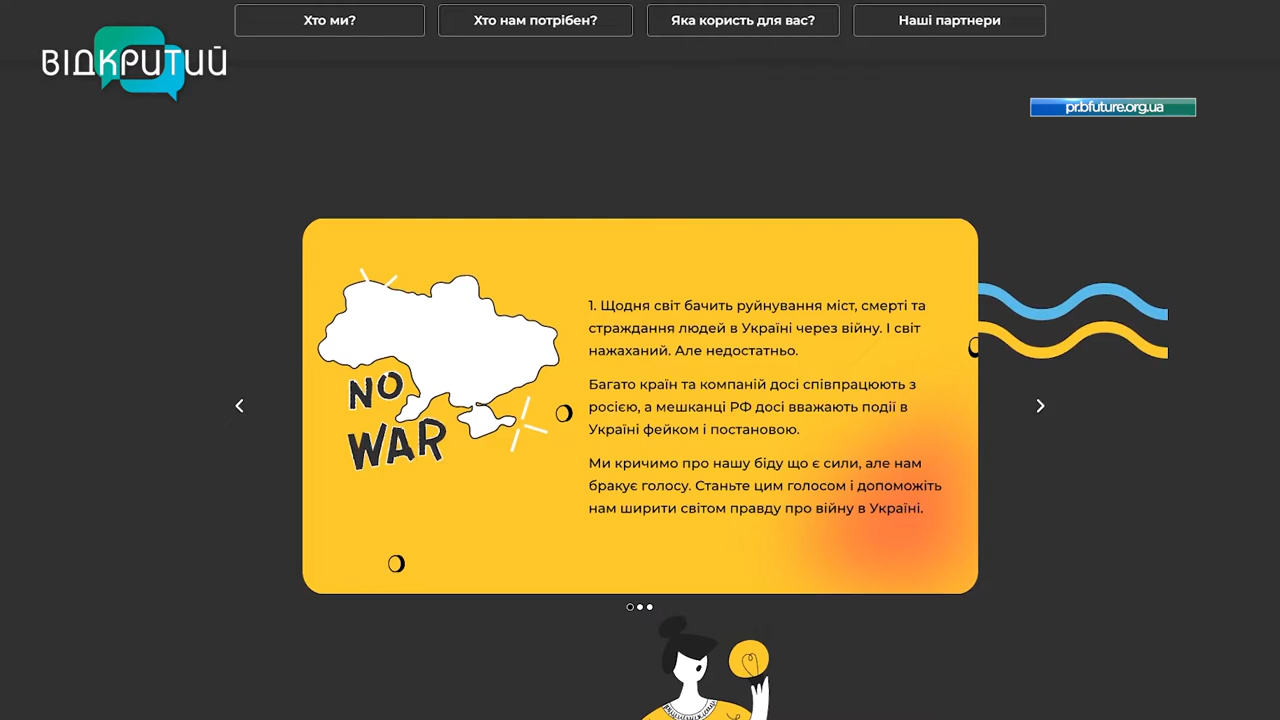 Хто ми?
Хто нам потрібен?
Яка користь для вас?
Наші партнери
ВІДКРИТИЙ
pr.bfuture.org.ua
1. Щодня світ бачить руйнування міст, смерті та
страждання людей в Україні через війну. І світ
нажаханий. Але недостатньо.
Багато країн та компаній досі співпрацюють з
росією, а мешканці РФ досі вважають події в
Україні фейком і постановою.
Ми кричимо про нашу біду що є сили, але нам
бракує голосу. Станьте цим голосом і допоможіть
нам ширити світом правду про війну в Україні.
NO
WAR